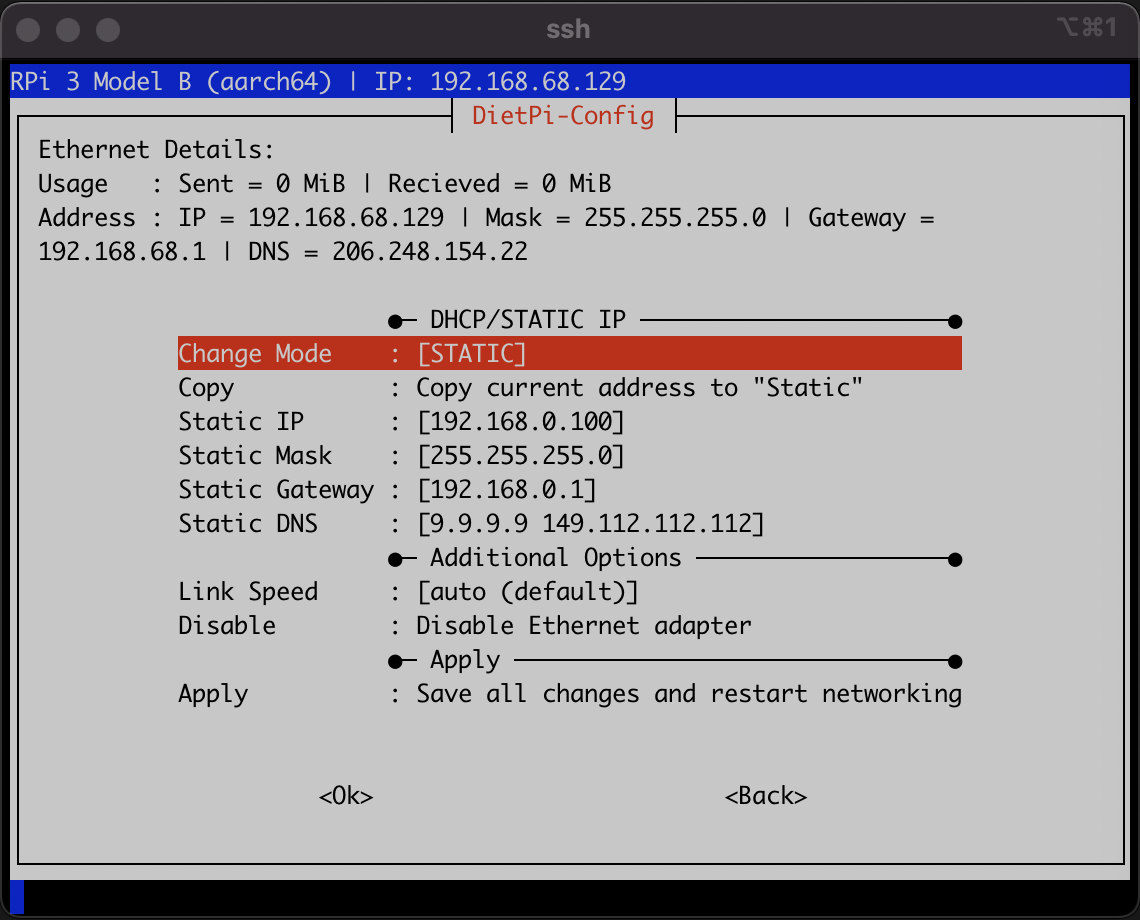 ssh
⌥⌘1
RPi 3 Model B (aarch64) | IP: 192.168.68.129
DietPi-Config
Ethernet Details:
Usage   : Sent = 0 MiB | Recieved = 0 MiB
Address : IP = 192.168.68.129 | Mask = 255.255.255.0 | Gateway =
192.168.68.1 | DNS = 206.248.154.22
●─ DHCP/STATIC IP ───────────────────────●
Change Mode    : [STATIC]
Copy           : Copy current address to "Static"
Static IP      : [192.168.0.100]
Static Mask    : [255.255.255.0]
Static Gateway : [192.168.0.1]
Static DNS     : [9.9.9.9 149.112.112.112]
●─ Additional Options ───────────────────●
Link Speed     : [auto (default)]
Disable        : Disable Ethernet adapter
●─ Apply ────────────────────────────────●
Apply          : Save all changes and restart networking
<Ok>                         <Back>